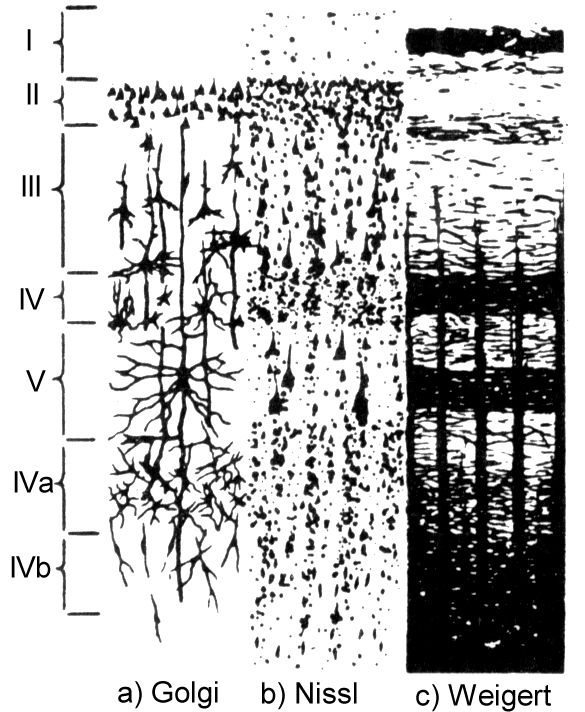 I
II
III
IV
V
IVa
IVb
a) Golgi b) Nissl c) Weigert